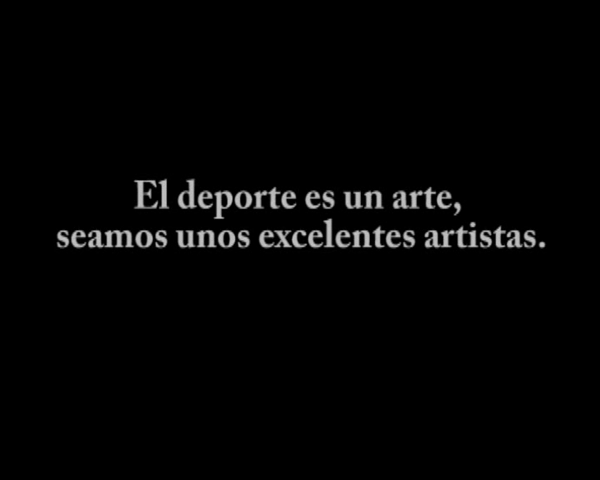 El deporte es un arte,
seamos unos excelentes artistas.